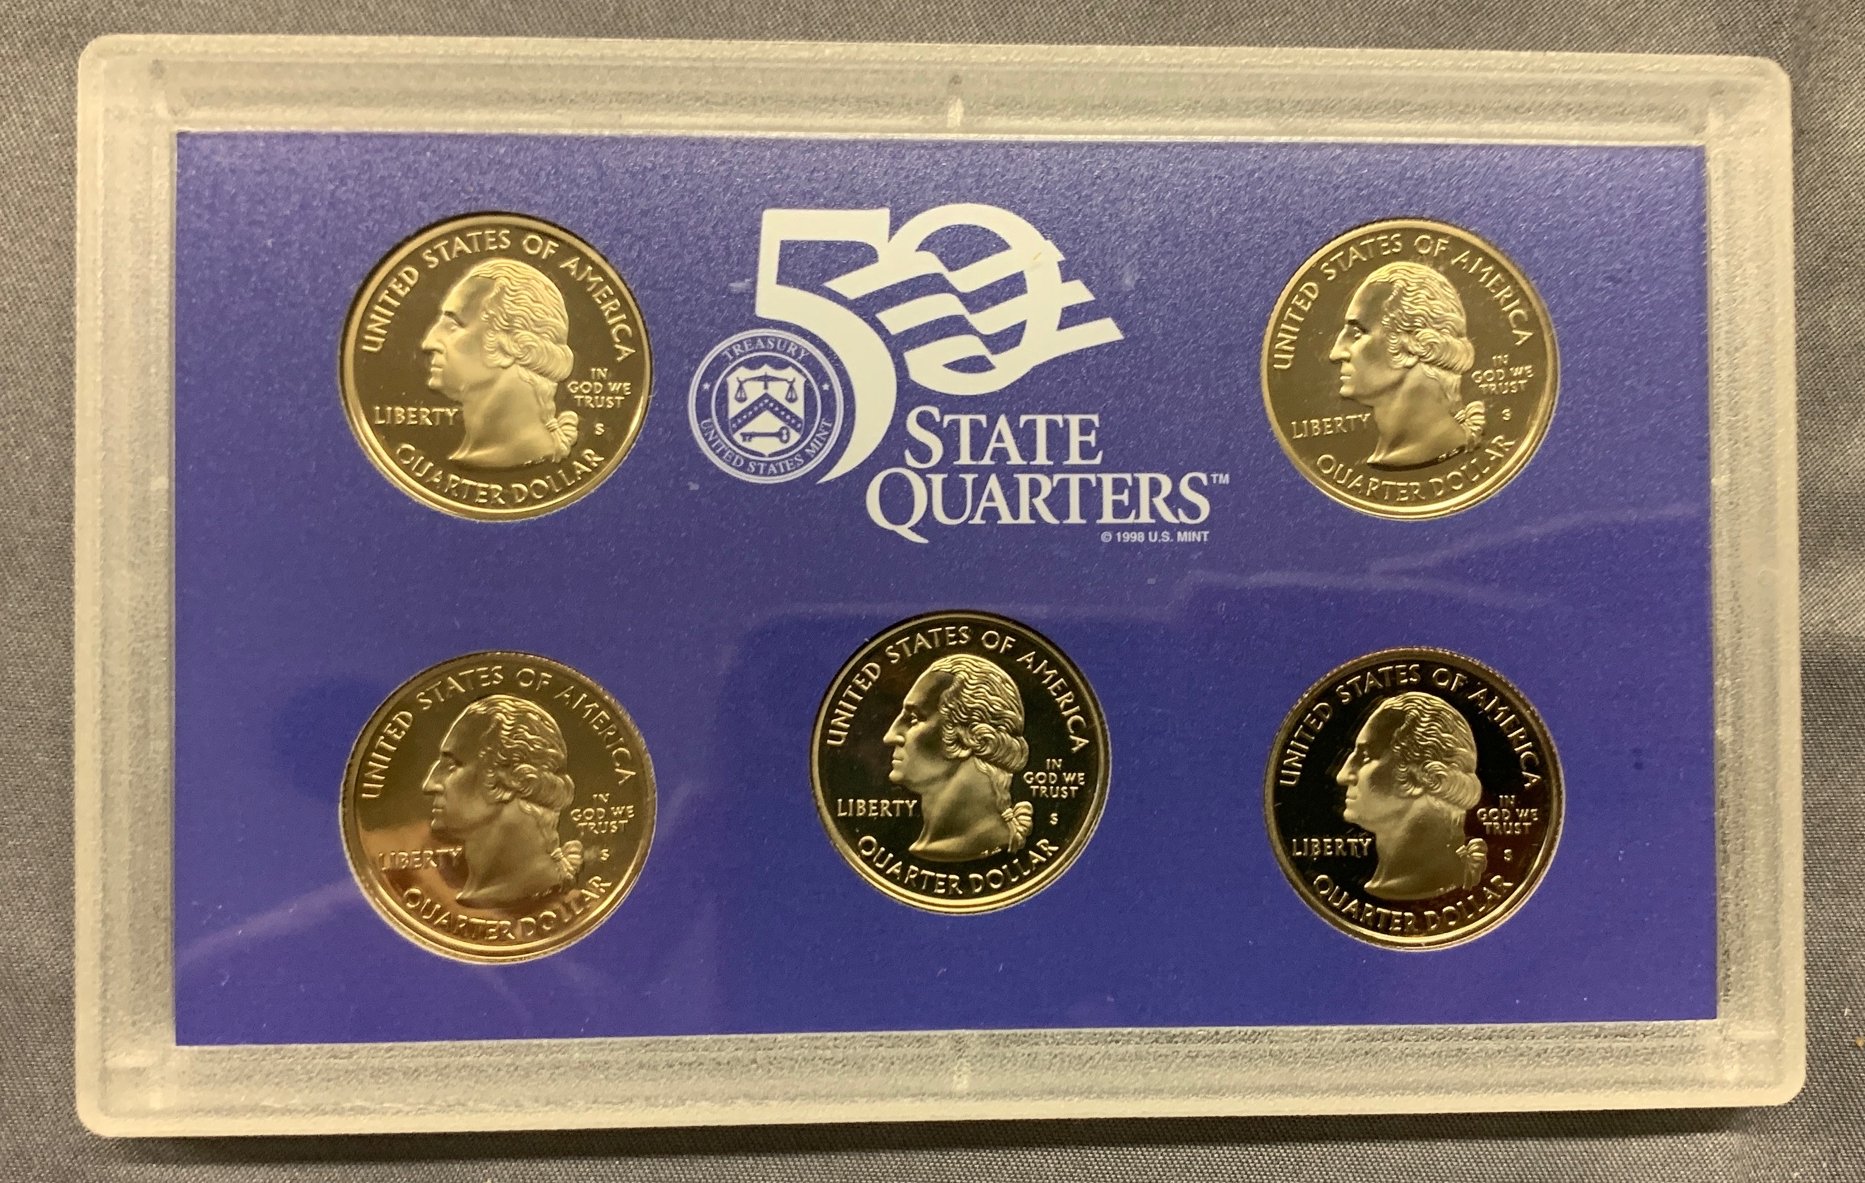 UNITED STATES OF AMERICA
IN
GOD WE
TRUST
LIBERTY
S
QUARTER DOLLAR
50
TREASURY
UNITED STATES MINT
STATE
QUARTERS™
© 1998 U.S. MINT
UNITED STATES OF AMERICA
IN
GOD WE
TRUST
LIBERTY
S
QUARTER DOLLAR
UNITED STATES OF AMERICA
IN
GOD WE
TRUST
LIBERTY
S
QUARTER DOLLAR
UNITED STATES OF AMERICA
IN
GOD WE
TRUST
LIBERTY
S
QUARTER DOLLAR
UNITED STATES OF AMERICA
IN
GOD WE
TRUST
LIBERTY
S
QUARTER DOLLAR